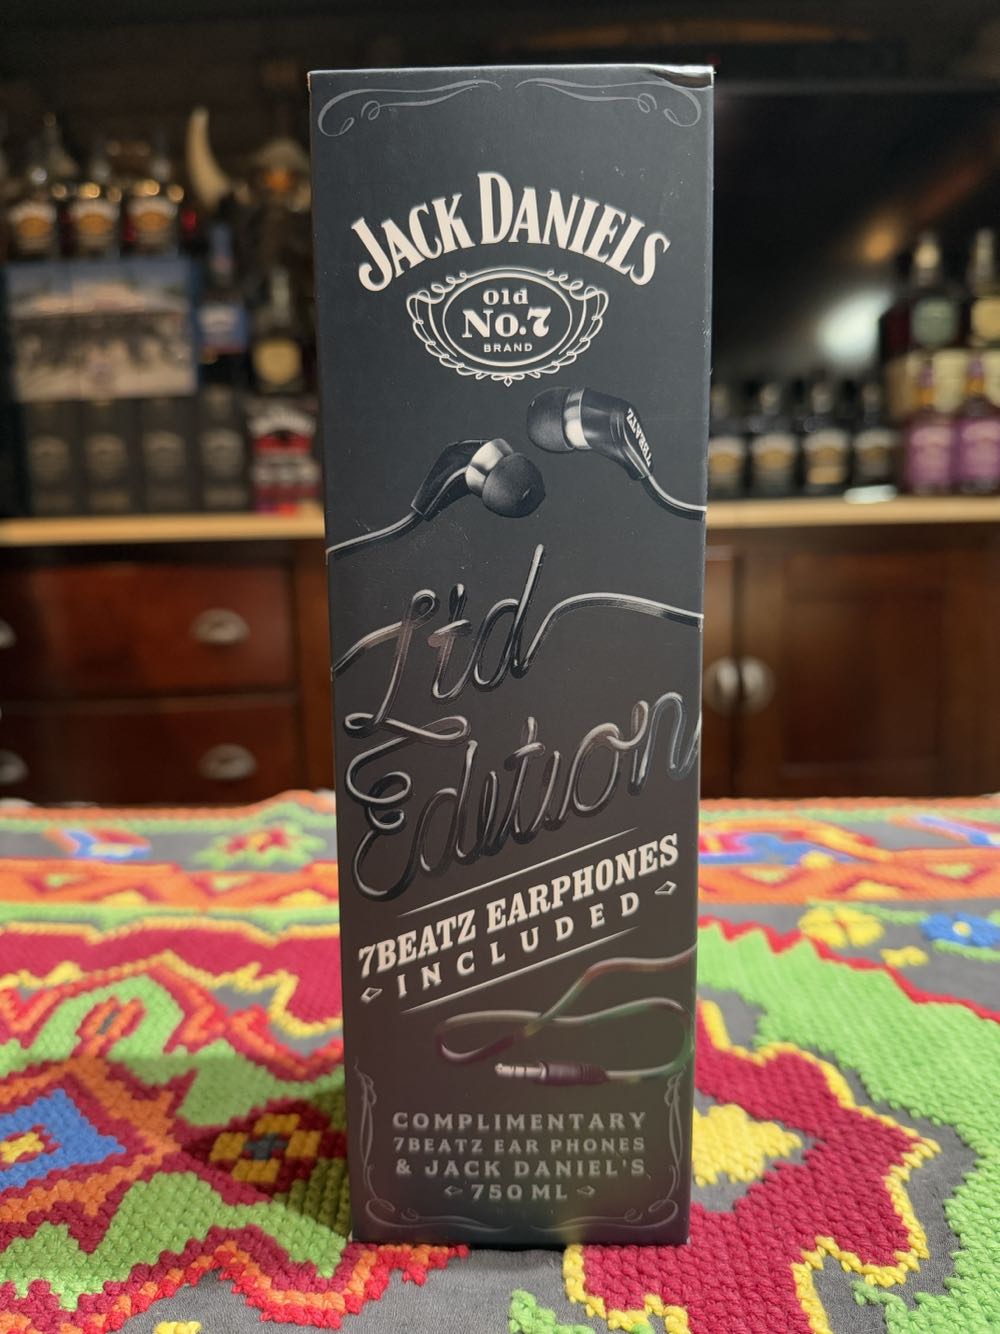 JACK DANIELS
Old
No.7
BRAND
7BEATZ
Ltd
Edition
7BEATZ EARPHONES
INCLUDED
COMPLIMENTARY
7BEATZ EAR PHONES
& JACK DANIEL'S
750 ML